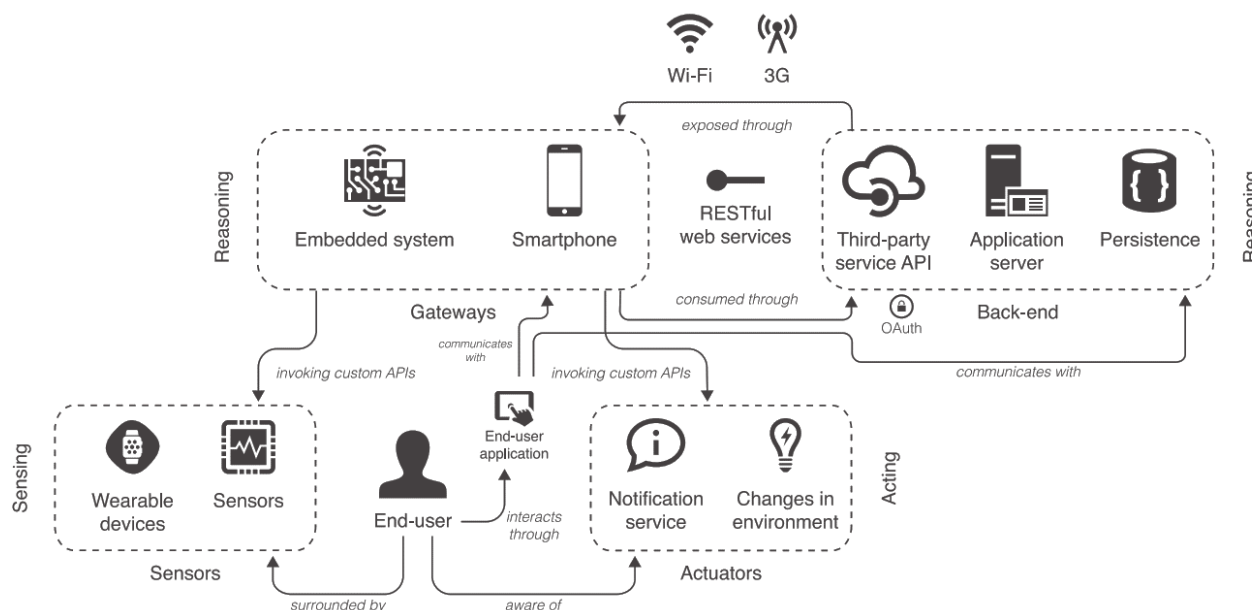 Wi-Fi
3G
exposed through
Reasoning
Embedded system
Smartphone
RESTful
web services
Third-party
service API
Application
server
Persistence
Reasoning
Gateways
consumed through
OAuth
Back-end
communicates
with
invoking custom APIs
invoking custom APIs
communicates with
Sensing
Wearable
devices
Sensors
End-user
End-user
application
interacts
through
Notification
service
Changes in
environment
Acting
Sensors
Actuators
surrounded by
aware of